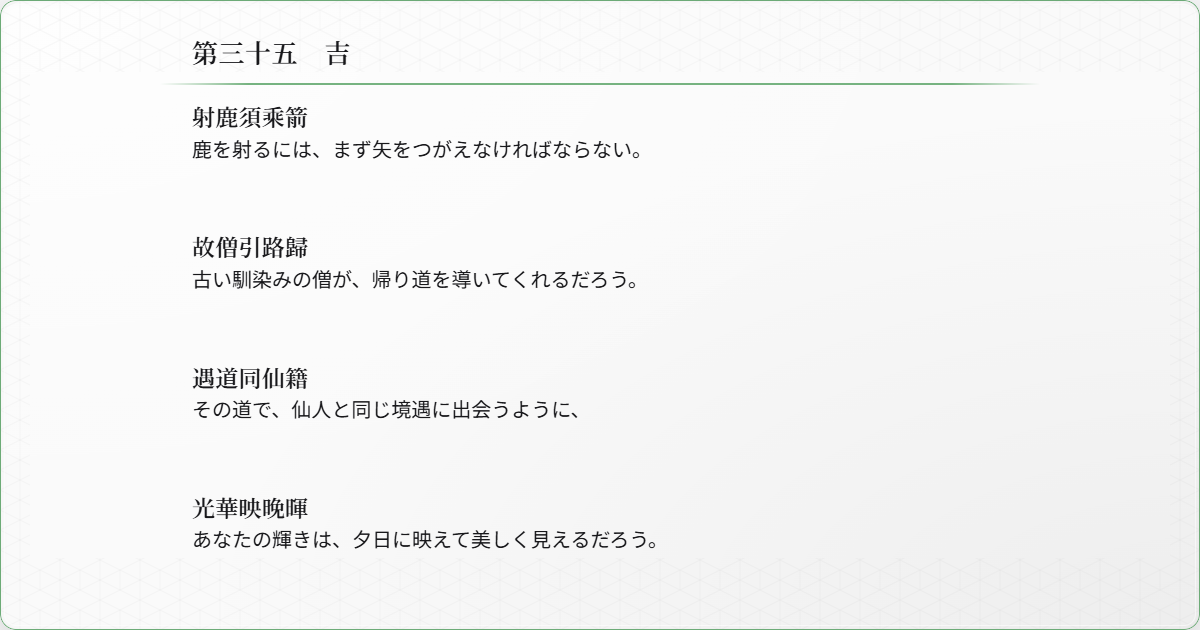 第三十五　吉
射鹿須乘箭
鹿を射るには、まず矢をつがえなければならない。
故僧引路歸
古い馴染みの僧が、帰り道を導いてくれるだろう。
遇道同仙籍
その道で、仙人と同じ境遇に出会うように、
光華映晩暉
あなたの輝きは、夕日に映えて美しく見えるだろう。